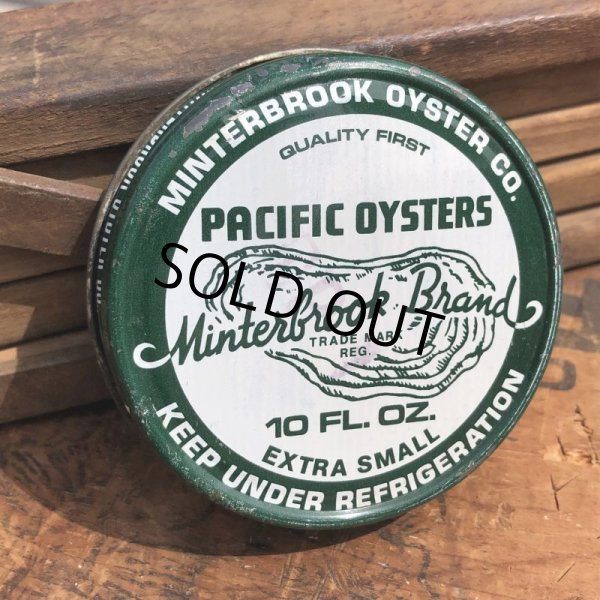 MINTERBROOK OYSTER CO.
QUALITY FIRST
PACIFIC OYSTERS
Minterbrook Brand
TRADE MAR
REG.
SOLD OUT
10 FL. OZ.
EXTRA SMALL
KEEP UNDER REFRIGERATION